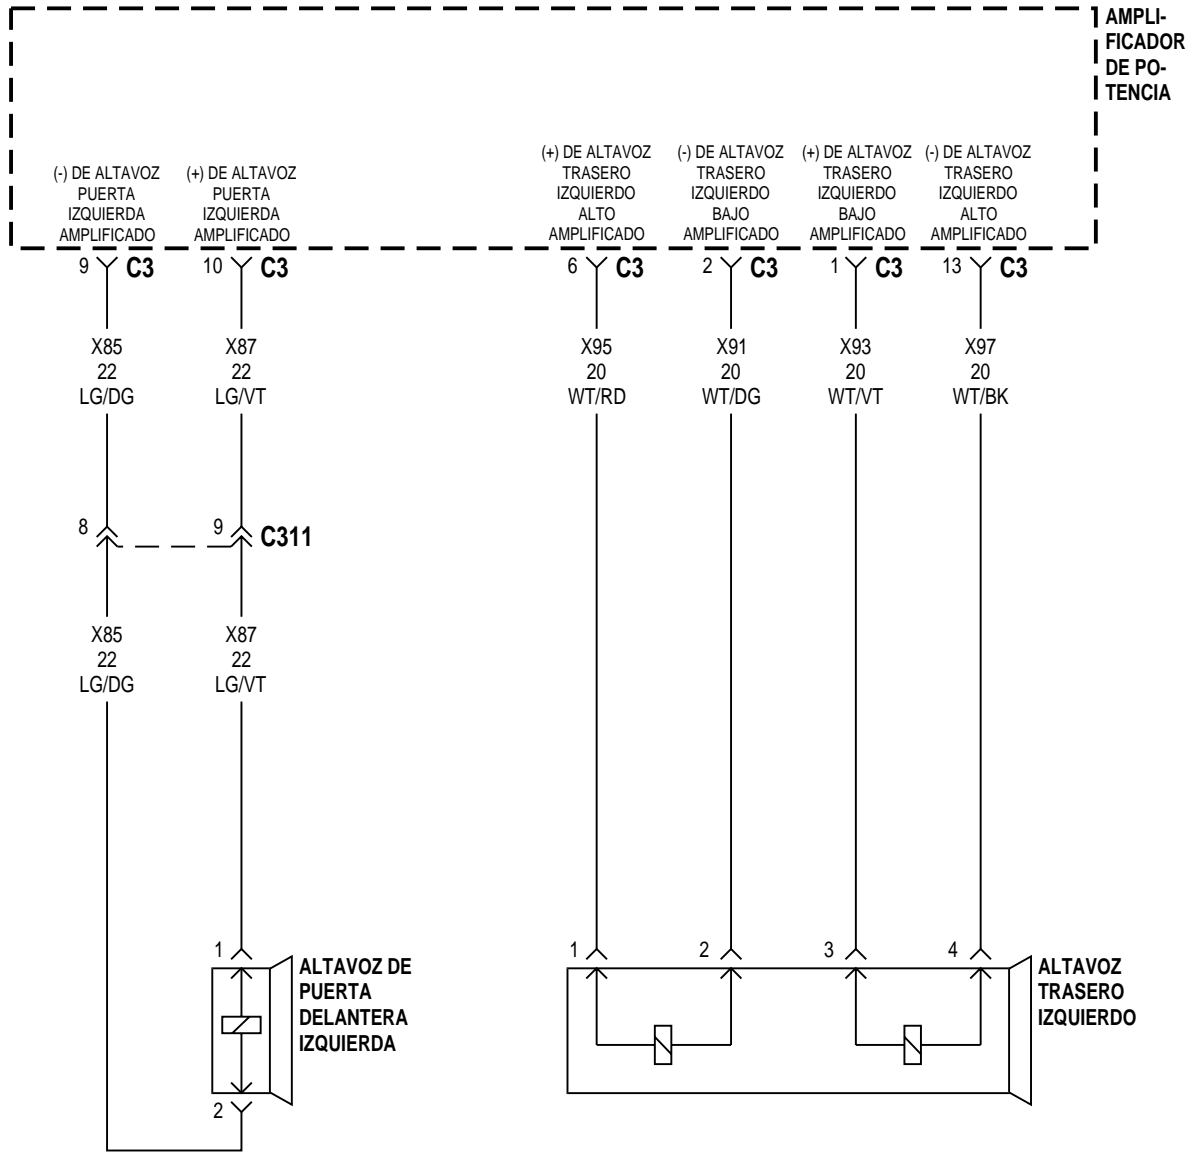 AMPLI-
FICADOR
DE PO-
TENCIA
(-) DE ALTAVOZ
PUERTA
IZQUIERDA
AMPLIFICADO
(+) DE ALTAVOZ
PUERTA
IZQUIERDA
AMPLIFICADO
(+) DE ALTAVOZ
TRASERO
IZQUIERDO
ALTO
AMPLIFICADO
(-) DE ALTAVOZ
TRASERO
IZQUIERDO
BAJO
AMPLIFICADO
(+) DE ALTAVOZ
TRASERO
IZQUIERDO
BAJO
AMPLIFICADO
(-) DE ALTAVOZ
TRASERO
IZQUIERDO
ALTO
AMPLIFICADO
9 C3
10 C3
6 C3
2 C3
1 C3
13 C3
X85
22
LG/DG
X87
22
LG/VT
X95
20
WT/RD
X91
20
WT/DG
X93
20
WT/VT
X97
20
WT/BK
8
9 C311
X85
22
LG/DG
X87
22
LG/VT
1
2
ALTAVOZ DE
PUERTA
DELANTERA
IZQUIERDA
1
2
3
4
ALTAVOZ
TRASERO
IZQUIERDO